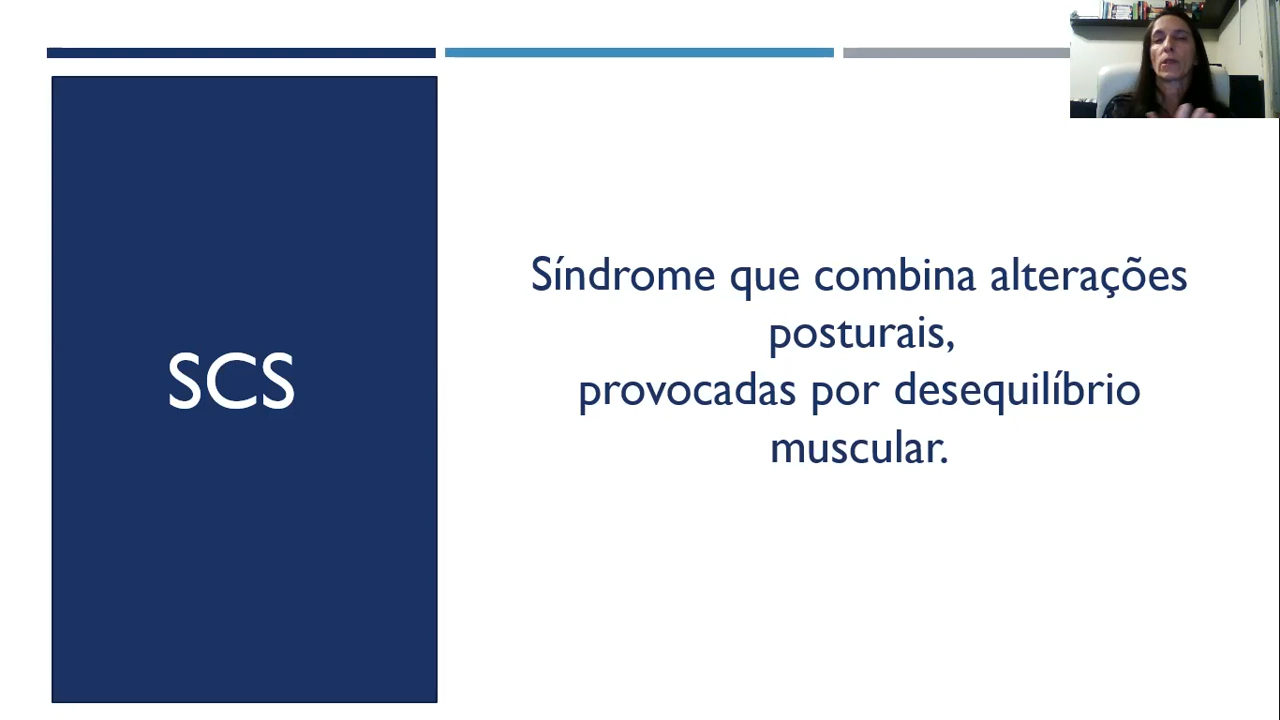 SCS
Síndrome que combina alterações
posturais,
provocadas por desequilíbrio
muscular.